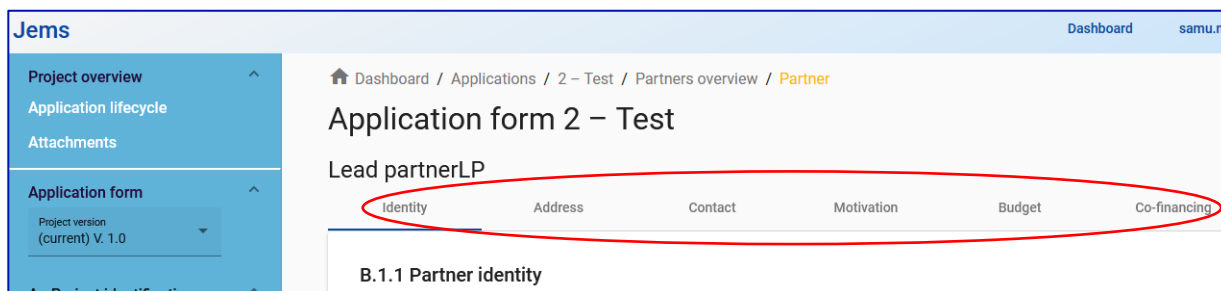 Jems
Dashboard samu.
Project overview
Application lifecycle
Attachments
Application form
Project version
(current) V. 1.0
Dashboard / Applications / 2 – Test / Partners overview / Partner
Application form 2 – Test
Lead partnerLP
Identity Address Contact Motivation Budget Co-financing
B.1.1 Partner identity